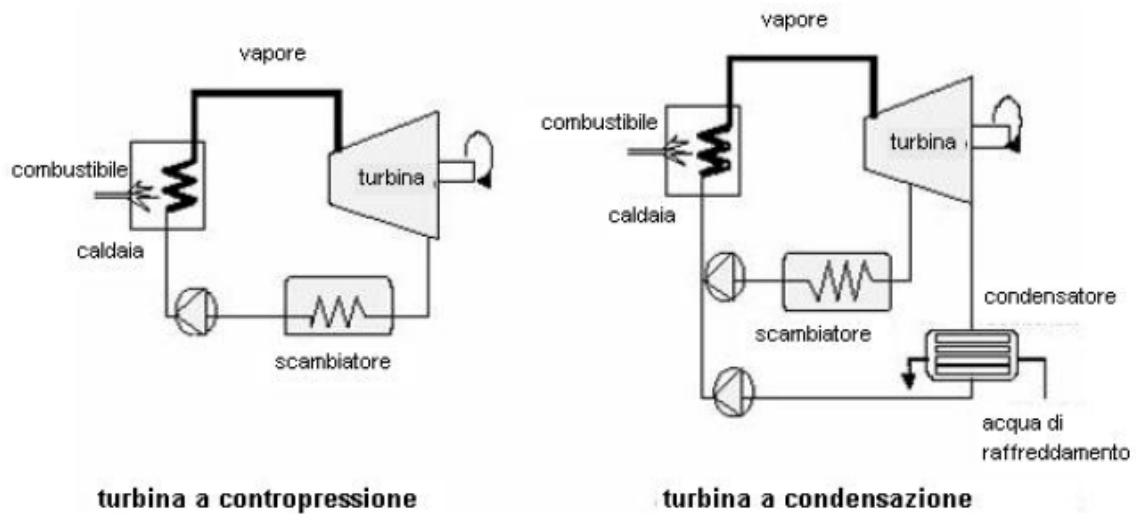 vapore
combustibile
turbina
caldaia
scambiatore
turbina a contropressione
vapore
combustibile
turbina
caldaia
condensatore
scambiatore
acqua di
raffreddamento
turbina a condensazione